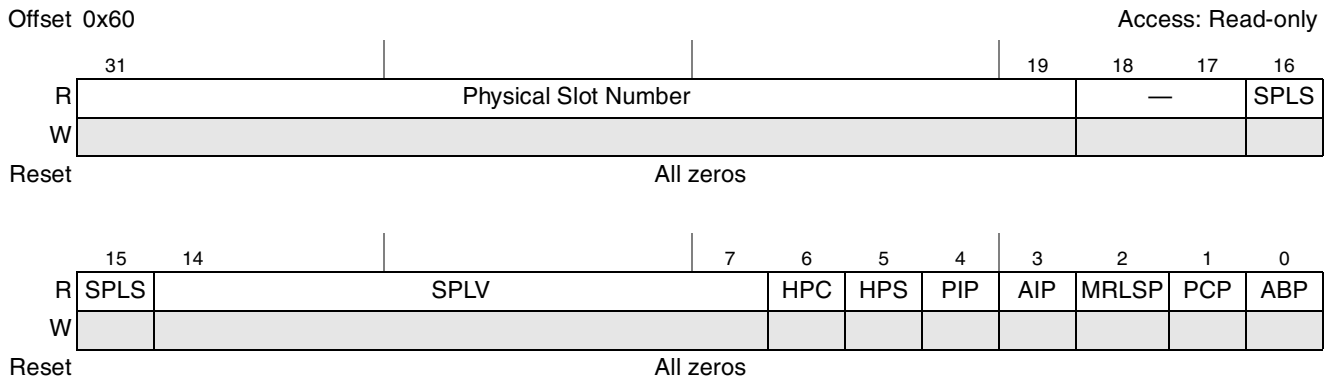 Offset 0x60 Access: Read-only
31 19 18 17 16
R Physical Slot Number — SPLS
W
Reset All zeros
15 14 7 6 5 4 3 2 1 0
R SPLS SPLV HPC HPS PIP AIP MRLSP PCP ABP
W
Reset All zeros